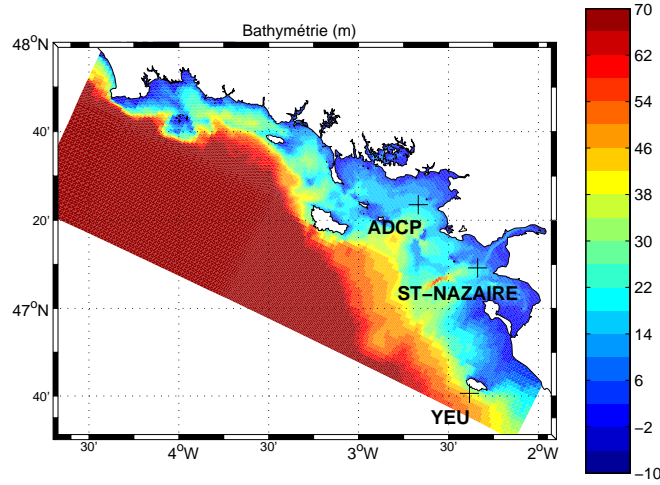 Bathymétrie (m)
48°N
40'
20'
47°N
40'
30'
4°W
30'
3°W
30'
2°W
ADCP
ST−NAZAIRE
YEU
70
62
54
46
38
30
22
14
6
−2
−10